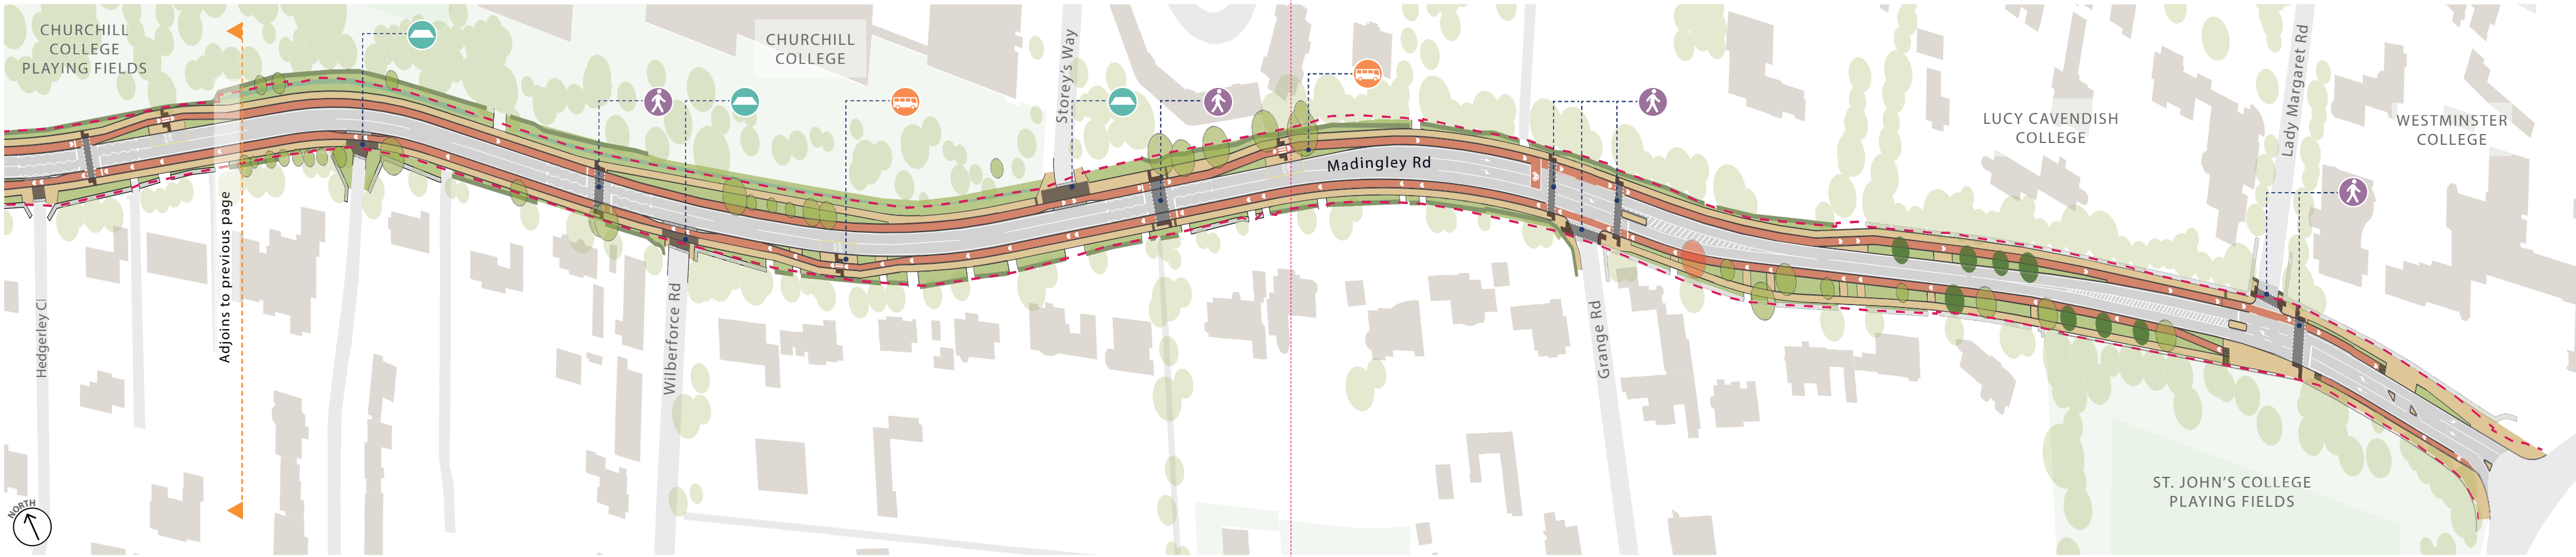 CHURCHILL
COLLEGE
PLAYING FIELDS
Hedgerley Cl
NORTH
Adjoins to previous page
CHURCHILL
COLLEGE
Wilberforce Rd
Storey's Way
Madingley Rd
Grange Rd
LUCY CAVENDISH
COLLEGE
Lady Margaret Rd
WESTMINSTER
COLLEGE
ST. JOHN'S COLLEGE
PLAYING FIELDS